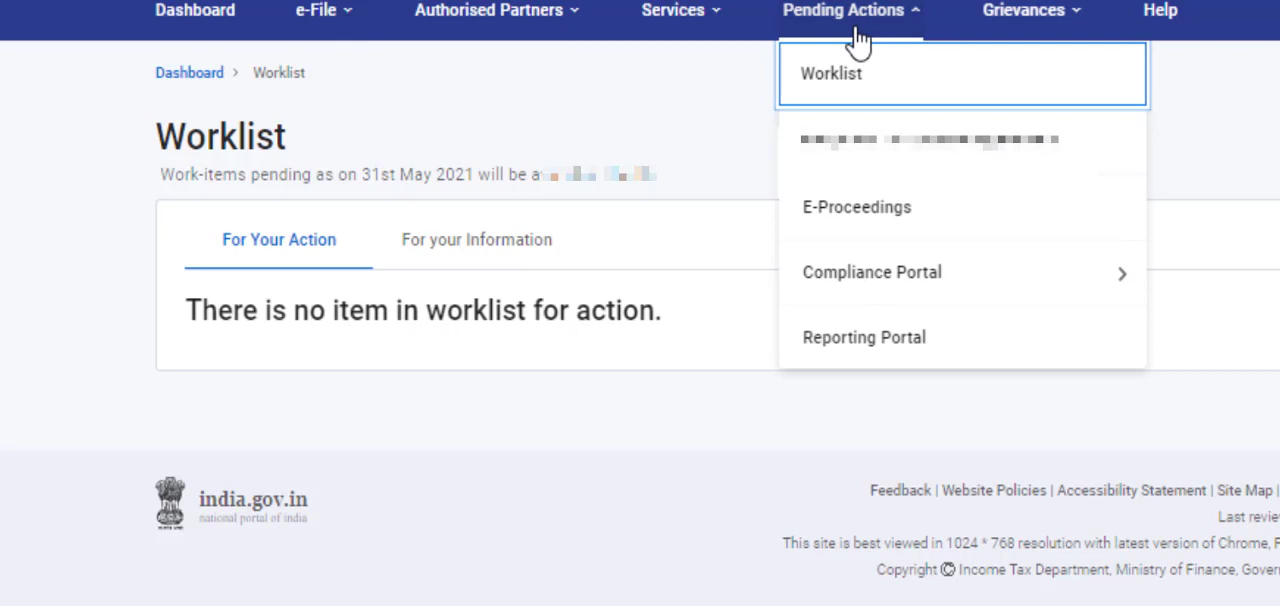 Dashboard e-File Authorised Partners Services Pending Actions Grievances Help
Dashboard > Worklist
Worklist
Worklist
Work-items pending as on 31st May 2021 will be
E-Proceedings
For Your Action For your Information
Compliance Portal
There is no item in worklist for action.
Reporting Portal
india.gov.in
national portal of india
Feedback | Website Policies | Accessibility Statement | Site Map |
Last
This site is best viewed in 1024 * 768 resolution with latest version of Chrome,
Copyright © Income Tax Department, Ministry of Finance,